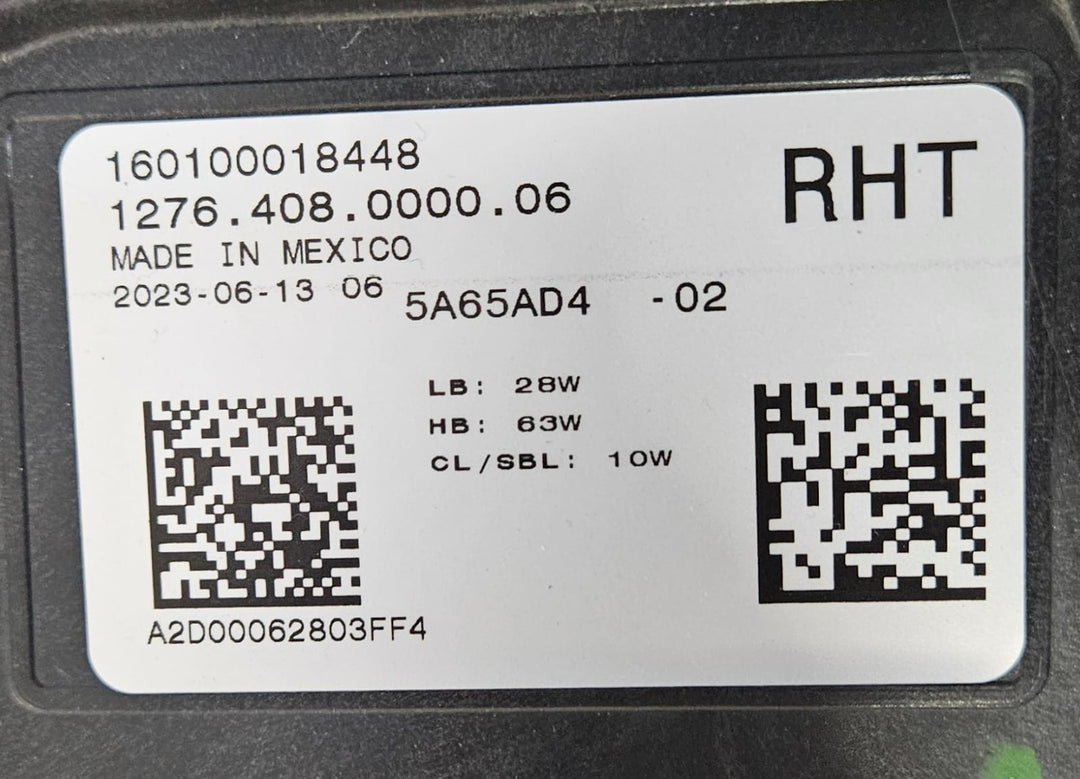 160100018448
RHT
1276.408.0000.06
MADE IN MEXICO
2023-06-13 06 5A65AD4 -02
LB: 28W
HB: 63W
CL/SBL: 10W
A2D00062803FF4